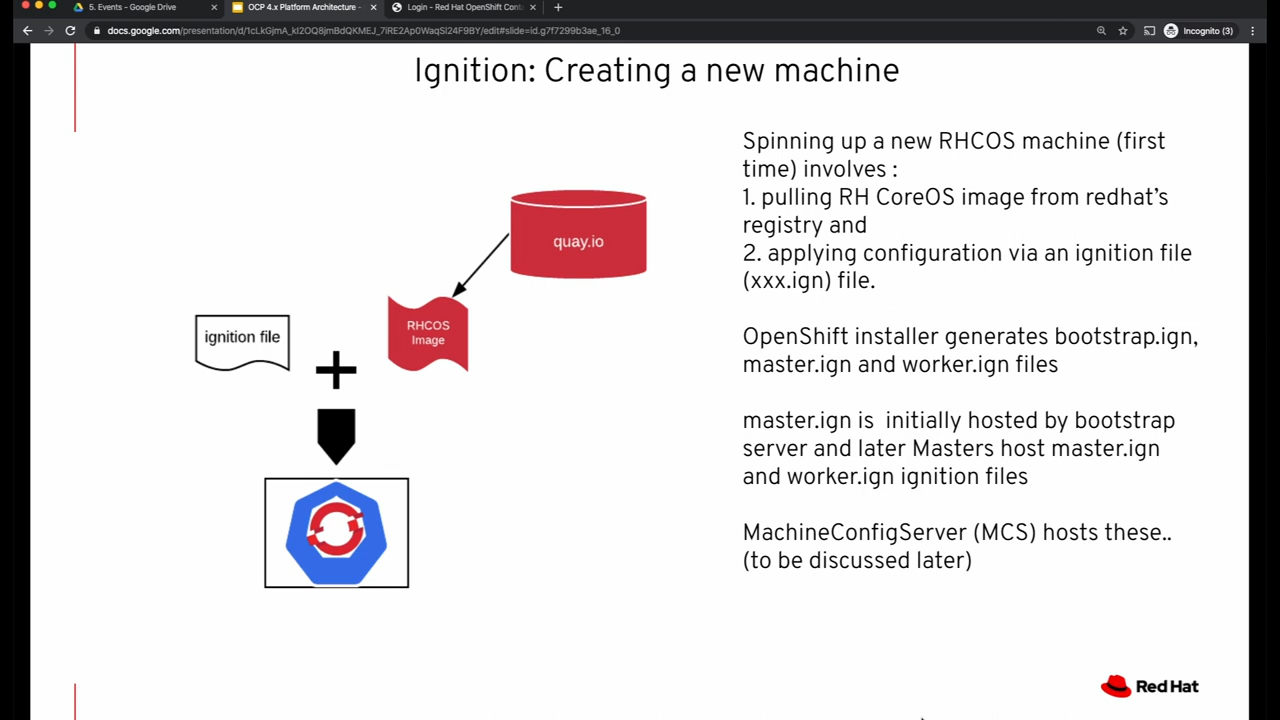 5. Events - Google Drive
OCP 4.x Platform Architecture -
Login - Red Hat OpenShift Cont
docs.google.com/presentation/d/1cLkGjmA_kI2OQ8jmBdQKMEJ_7iRE2Ap0WaqSI24F9BY/edit#slide=id.g7f7299b3ae_16_0
Incognito (3)
Ignition: Creating a new machine
Spinning up a new RHCOS machine (first
time) involves :
1. pulling RH CoreOS image from redhat's
registry and
2. applying configuration via an ignition file
(xxx.ign) file.
OpenShift installer generates bootstrap.ign,
master.ign and worker.ign files
master.ign is initially hosted by bootstrap
server and later Masters host master.ign
and worker.ign ignition files
MachineConfigServer (MCS) hosts these..
(to be discussed later)
quay.io
RHCOS
Image
ignition file
Red Hat